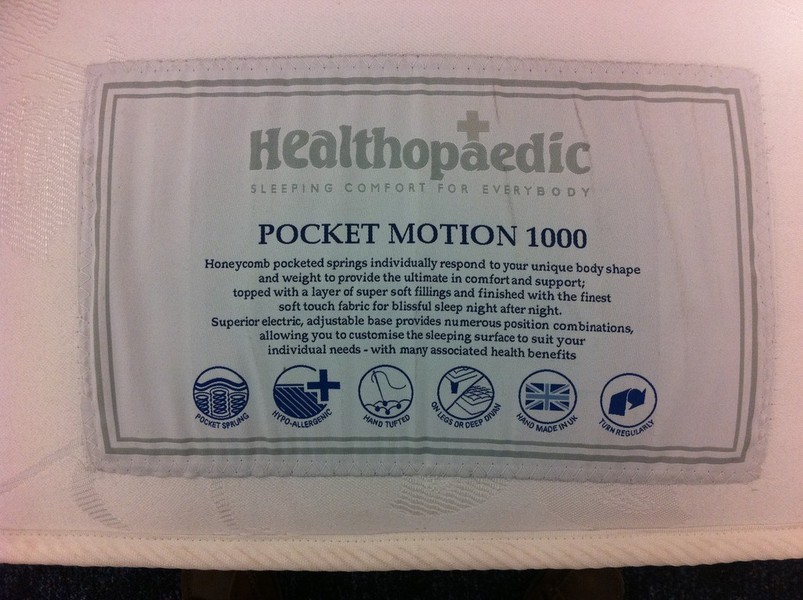 Healthopaedic
SLEEPING COMFORT FOR EVERYBODY
POCKET MOTION 1000
Honeycomb pocketed springs individually respond to your unique body shape
and weight to provide the ultimate in comfort and support;
topped with a layer of super soft fillings and finished with the finest
soft touch fabric for blissful sleep night after night.
Superior electric, adjustable base provides numerous position combinations,
allowing you to customise the sleeping surface to suit your
individual needs - with many associated health benefits
POCKET SPRUNG
HYPO-ALLERGENIC
HAND TUFTED
ON LEGS OR DEEP DIVAN
HAND MADE IN UK
TURN REGULARLY